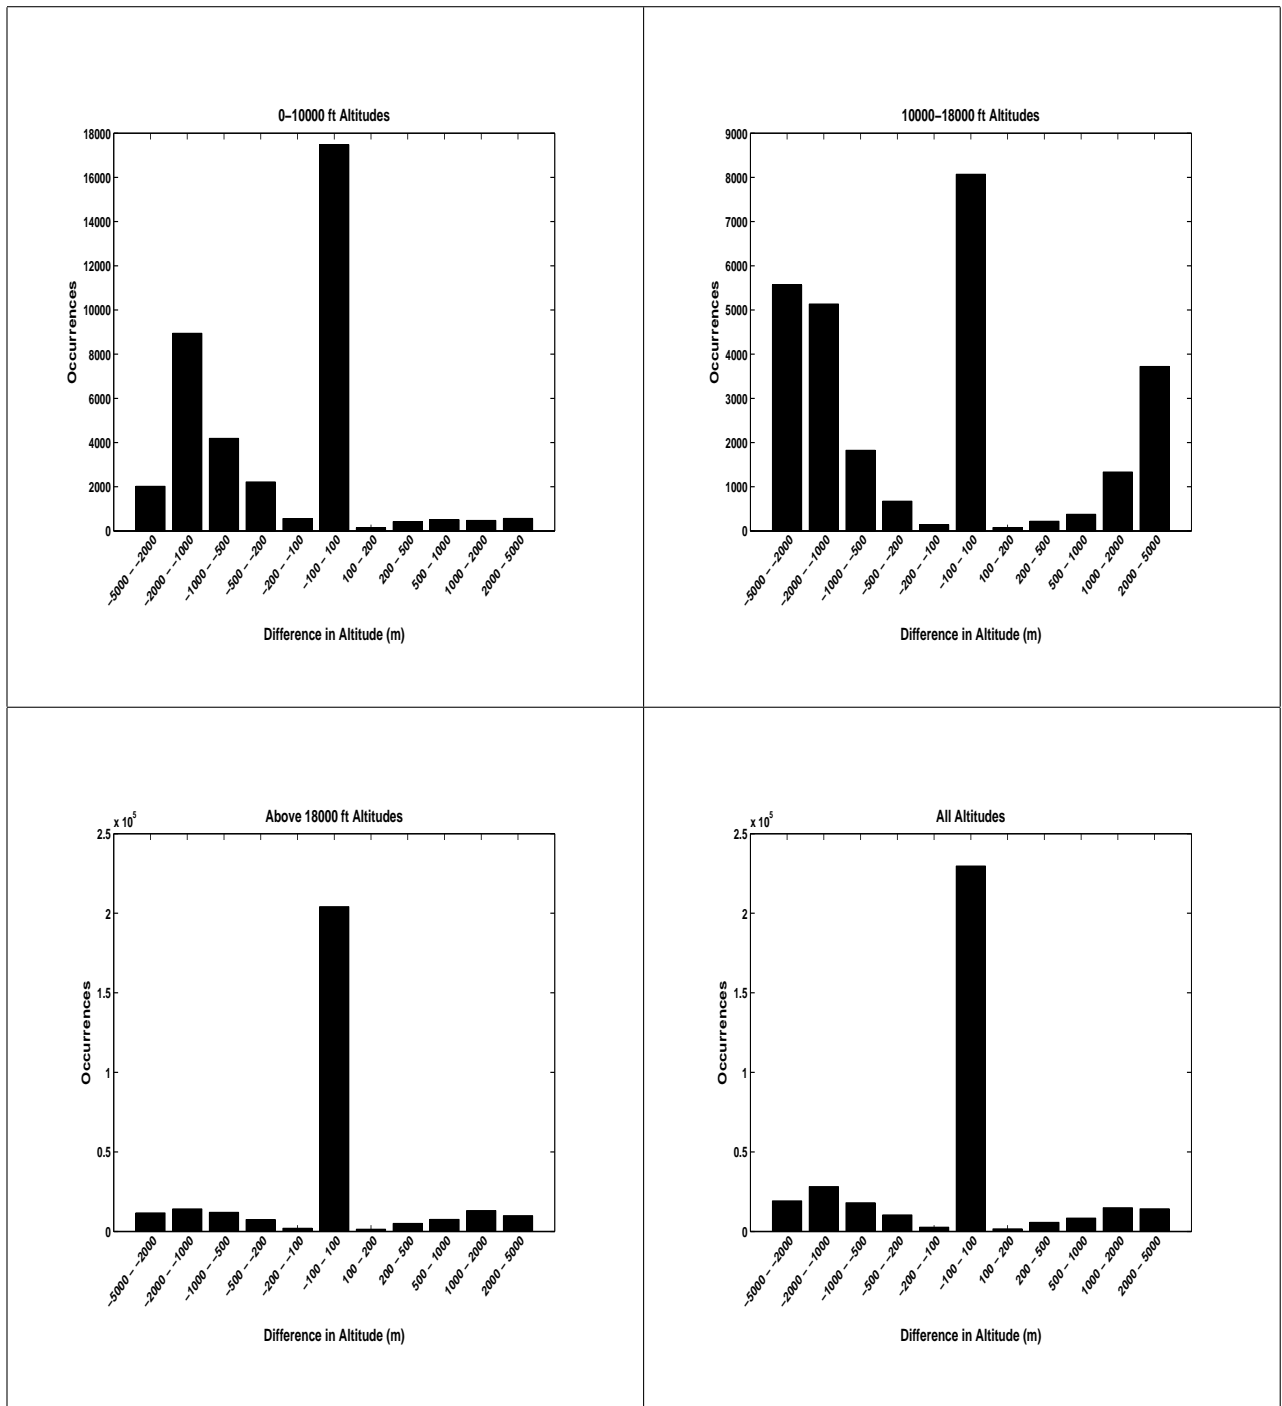 0–10000 ft Altitudes
18000
16000
14000
12000
10000
8000
6000
4000
2000
0
Occurrences
–5000 – –2000
–2000 – –1000
–1000 – –500
–500 – –200
–200 – –100
–100 – 100
100 – 200
200 – 500
500 – 1000
1000 – 2000
2000 – 5000
Difference in Altitude (m)
10000–18000 ft Altitudes
9000
8000
7000
6000
5000
4000
3000
2000
1000
0
Occurrences
–5000 – –2000
–2000 – –1000
–1000 – –500
–500 – –200
–200 – –100
–100 – 100
100 – 200
200 – 500
500 – 1000
1000 – 2000
2000 – 5000
Difference in Altitude (m)
Above 18000 ft Altitudes
x 10^5
2.5
2
1.5
1
0.5
0
Occurrences
–5000 – –2000
–2000 – –1000
–1000 – –500
–500 – –200
–200 – –100
–100 – 100
100 – 200
200 – 500
500 – 1000
1000 – 2000
2000 – 5000
Difference in Altitude (m)
All Altitudes
x 10^5
2.5
2
1.5
1
0.5
0
Occurrences
–5000 – –2000
–2000 – –1000
–1000 – –500
–500 – –200
–200 – –100
–100 – 100
100 – 200
200 – 500
500 – 1000
1000 – 2000
2000 – 5000
Difference in Altitude (m)